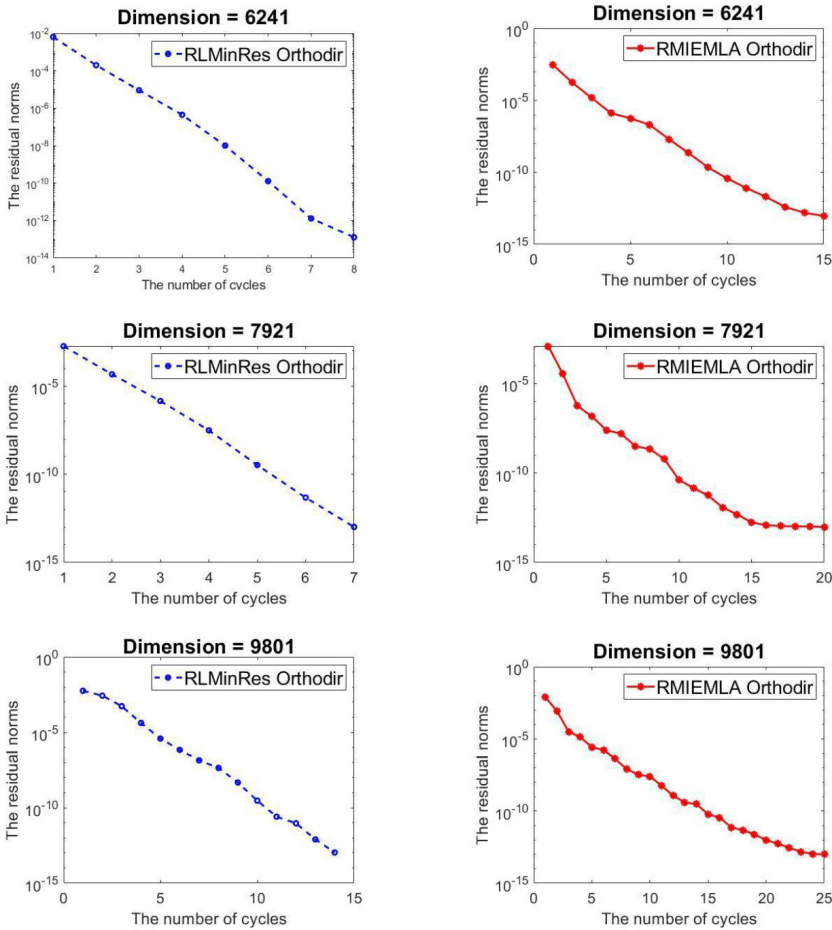 Dimension = 6241
RLMinRes Orthodir
The residual norms
10^-2
10^-4
10^-6
10^-8
10^-10
10^-12
10^-14
1 2 3 4 5 6 7 8
The number of cycles
Dimension = 6241
RMIEMLA Orthodir
The residual norms
10^0
10^-5
10^-10
10^-15
0 5 10 15
The number of cycles
Dimension = 7921
RLMinRes Orthodir
The residual norms
10^-5
10^-10
10^-15
1 2 3 4 5 6 7
The number of cycles
Dimension = 7921
RMIEMLA Orthodir
The residual norms
10^-5
10^-10
10^-15
0 5 10 15 20
The number of cycles
Dimension = 9801
RLMinRes Orthodir
The residual norms
10^0
10^-5
10^-10
10^-15
0 5 10 15
The number of cycles
Dimension = 9801
RMIEMLA Orthodir
The residual norms
10^0
10^-5
10^-10
10^-15
0 5 10 15 20 25
The number of cycles